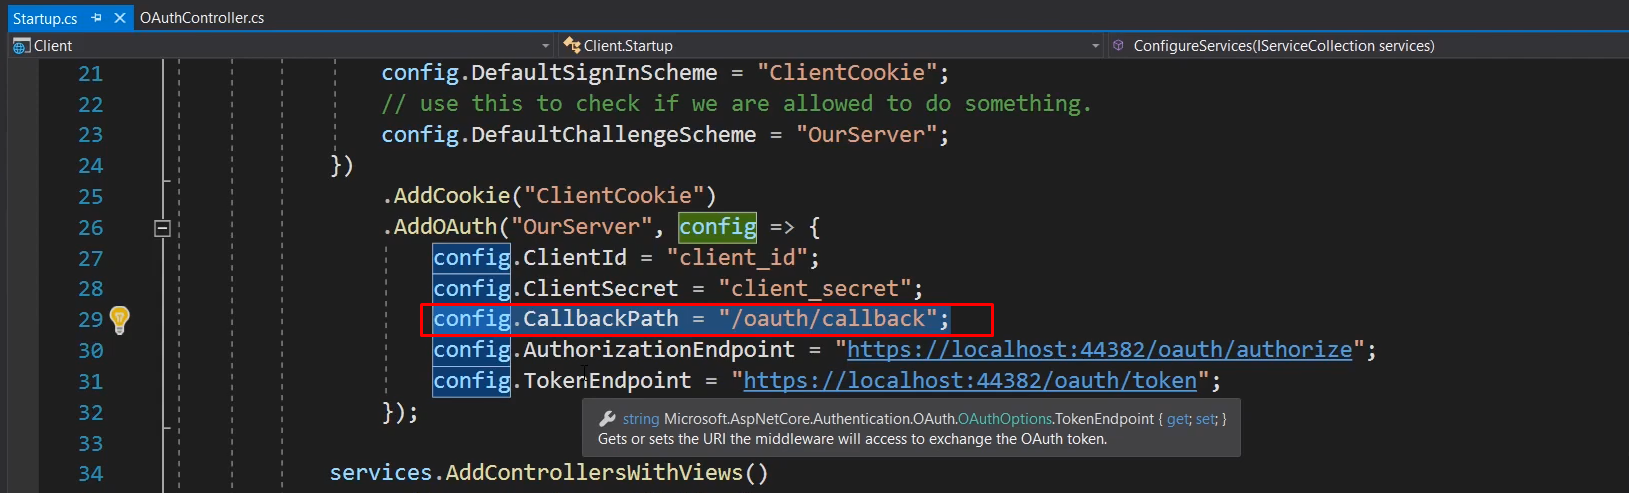 Startup.cs OAuthController.cs
Client Client.Startup ConfigureServices(IServiceCollection services)
21 config.DefaultSignInScheme = "ClientCookie";
22 // use this to check if we are allowed to do something.
23 config.DefaultChallengeScheme = "OurServer";
24 })
25 .AddCookie("ClientCookie")
26 .AddOAuth("OurServer", config => {
27 config.ClientId = "client_id";
28 config.ClientSecret = "client_secret";
29 config.CallbackPath = "/oauth/callback";
30 config.AuthorizationEndpoint = "https://localhost:44382/oauth/authorize";
31 config.TokenEndpoint = "https://localhost:44382/oauth/token";
32 });
string Microsoft.AspNetCore.Authentication.OAuth.OAuthOptions.TokenEndpoint { get; set; }
Gets or sets the URI the middleware will access to exchange the OAuth token.
33
34 services.AddControllersWithViews()